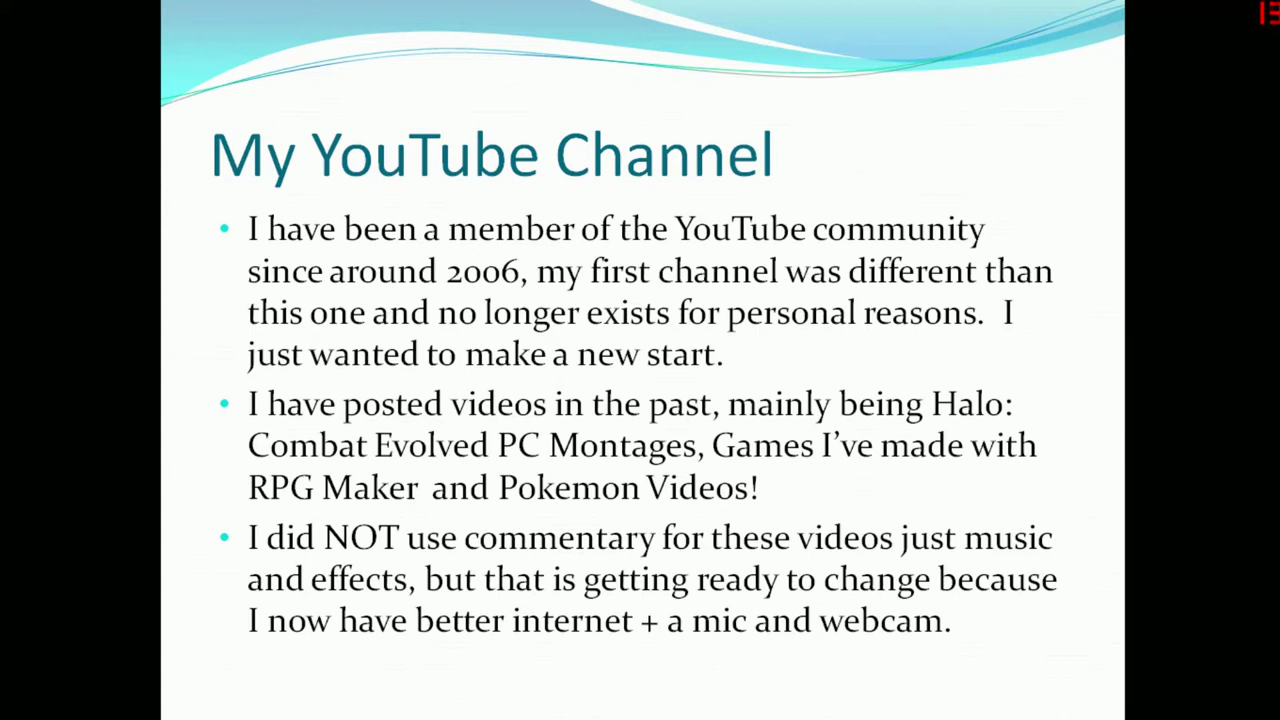 My YouTube Channel
• I have been a member of the YouTube community
since around 2006, my first channel was different than
this one and no longer exists for personal reasons.  I
just wanted to make a new start.
• I have posted videos in the past, mainly being Halo:
Combat Evolved PC Montages, Games I’ve made with
RPG Maker  and Pokemon Videos!
• I did NOT use commentary for these videos just music
and effects, but that is getting ready to change because
I now have better internet + a mic and webcam.